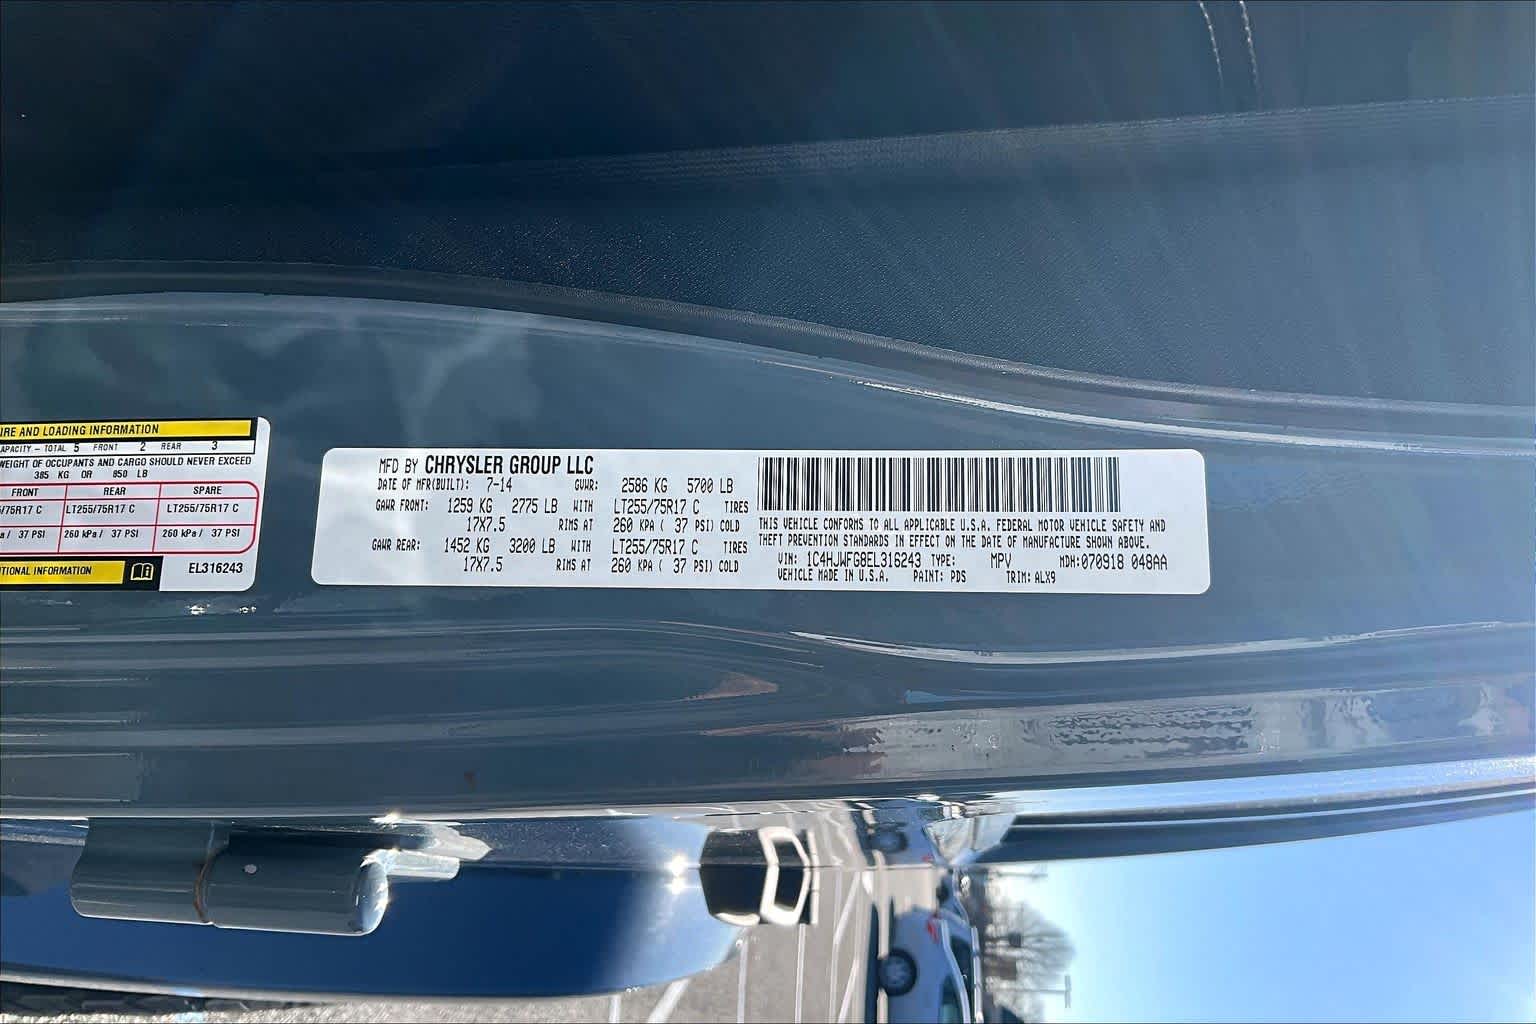 IRE AND LOADING INFORMATION
APACITY - TOTAL 5 FRONT 2 REAR 3
WEIGHT OF OCCUPANTS AND CARGO SHOULD NEVER EXCEED
385 KG OR 850 LB
FRONT REAR SPARE
/75R17 C LT255/75R17 C LT255/75R17 C
a / 37 PSI 260 kPa / 37 PSI 260 kPa / 37 PSI
TIONAL INFORMATION
EL316243
MFD BY CHRYSLER GROUP LLC
DATE OF MFR(BUILT): 7-14 GVWR: 2586 KG 5700 LB
GAWR FRONT: 1259 KG 2775 LB WITH LT255/75R17 C TIRES
17X7.5 RIMS AT 260 KPA ( 37 PSI) COLD
GAWR REAR: 1452 KG 3200 LB WITH LT255/75R17 C TIRES
17X7.5 RIMS AT 260 KPA ( 37 PSI) COLD
THIS VEHICLE CONFORMS TO ALL APPLICABLE U.S.A. FEDERAL MOTOR VEHICLE SAFETY AND
THEFT PREVENTION STANDARDS IN EFFECT ON THE DATE OF MANUFACTURE SHOWN ABOVE.
VIN: 1C4HJWFG8EL316243 TYPE: MPV MDH: 070918 048AA
VEHICLE MADE IN U.S.A. PAINT: PDS TRIM: ALX9